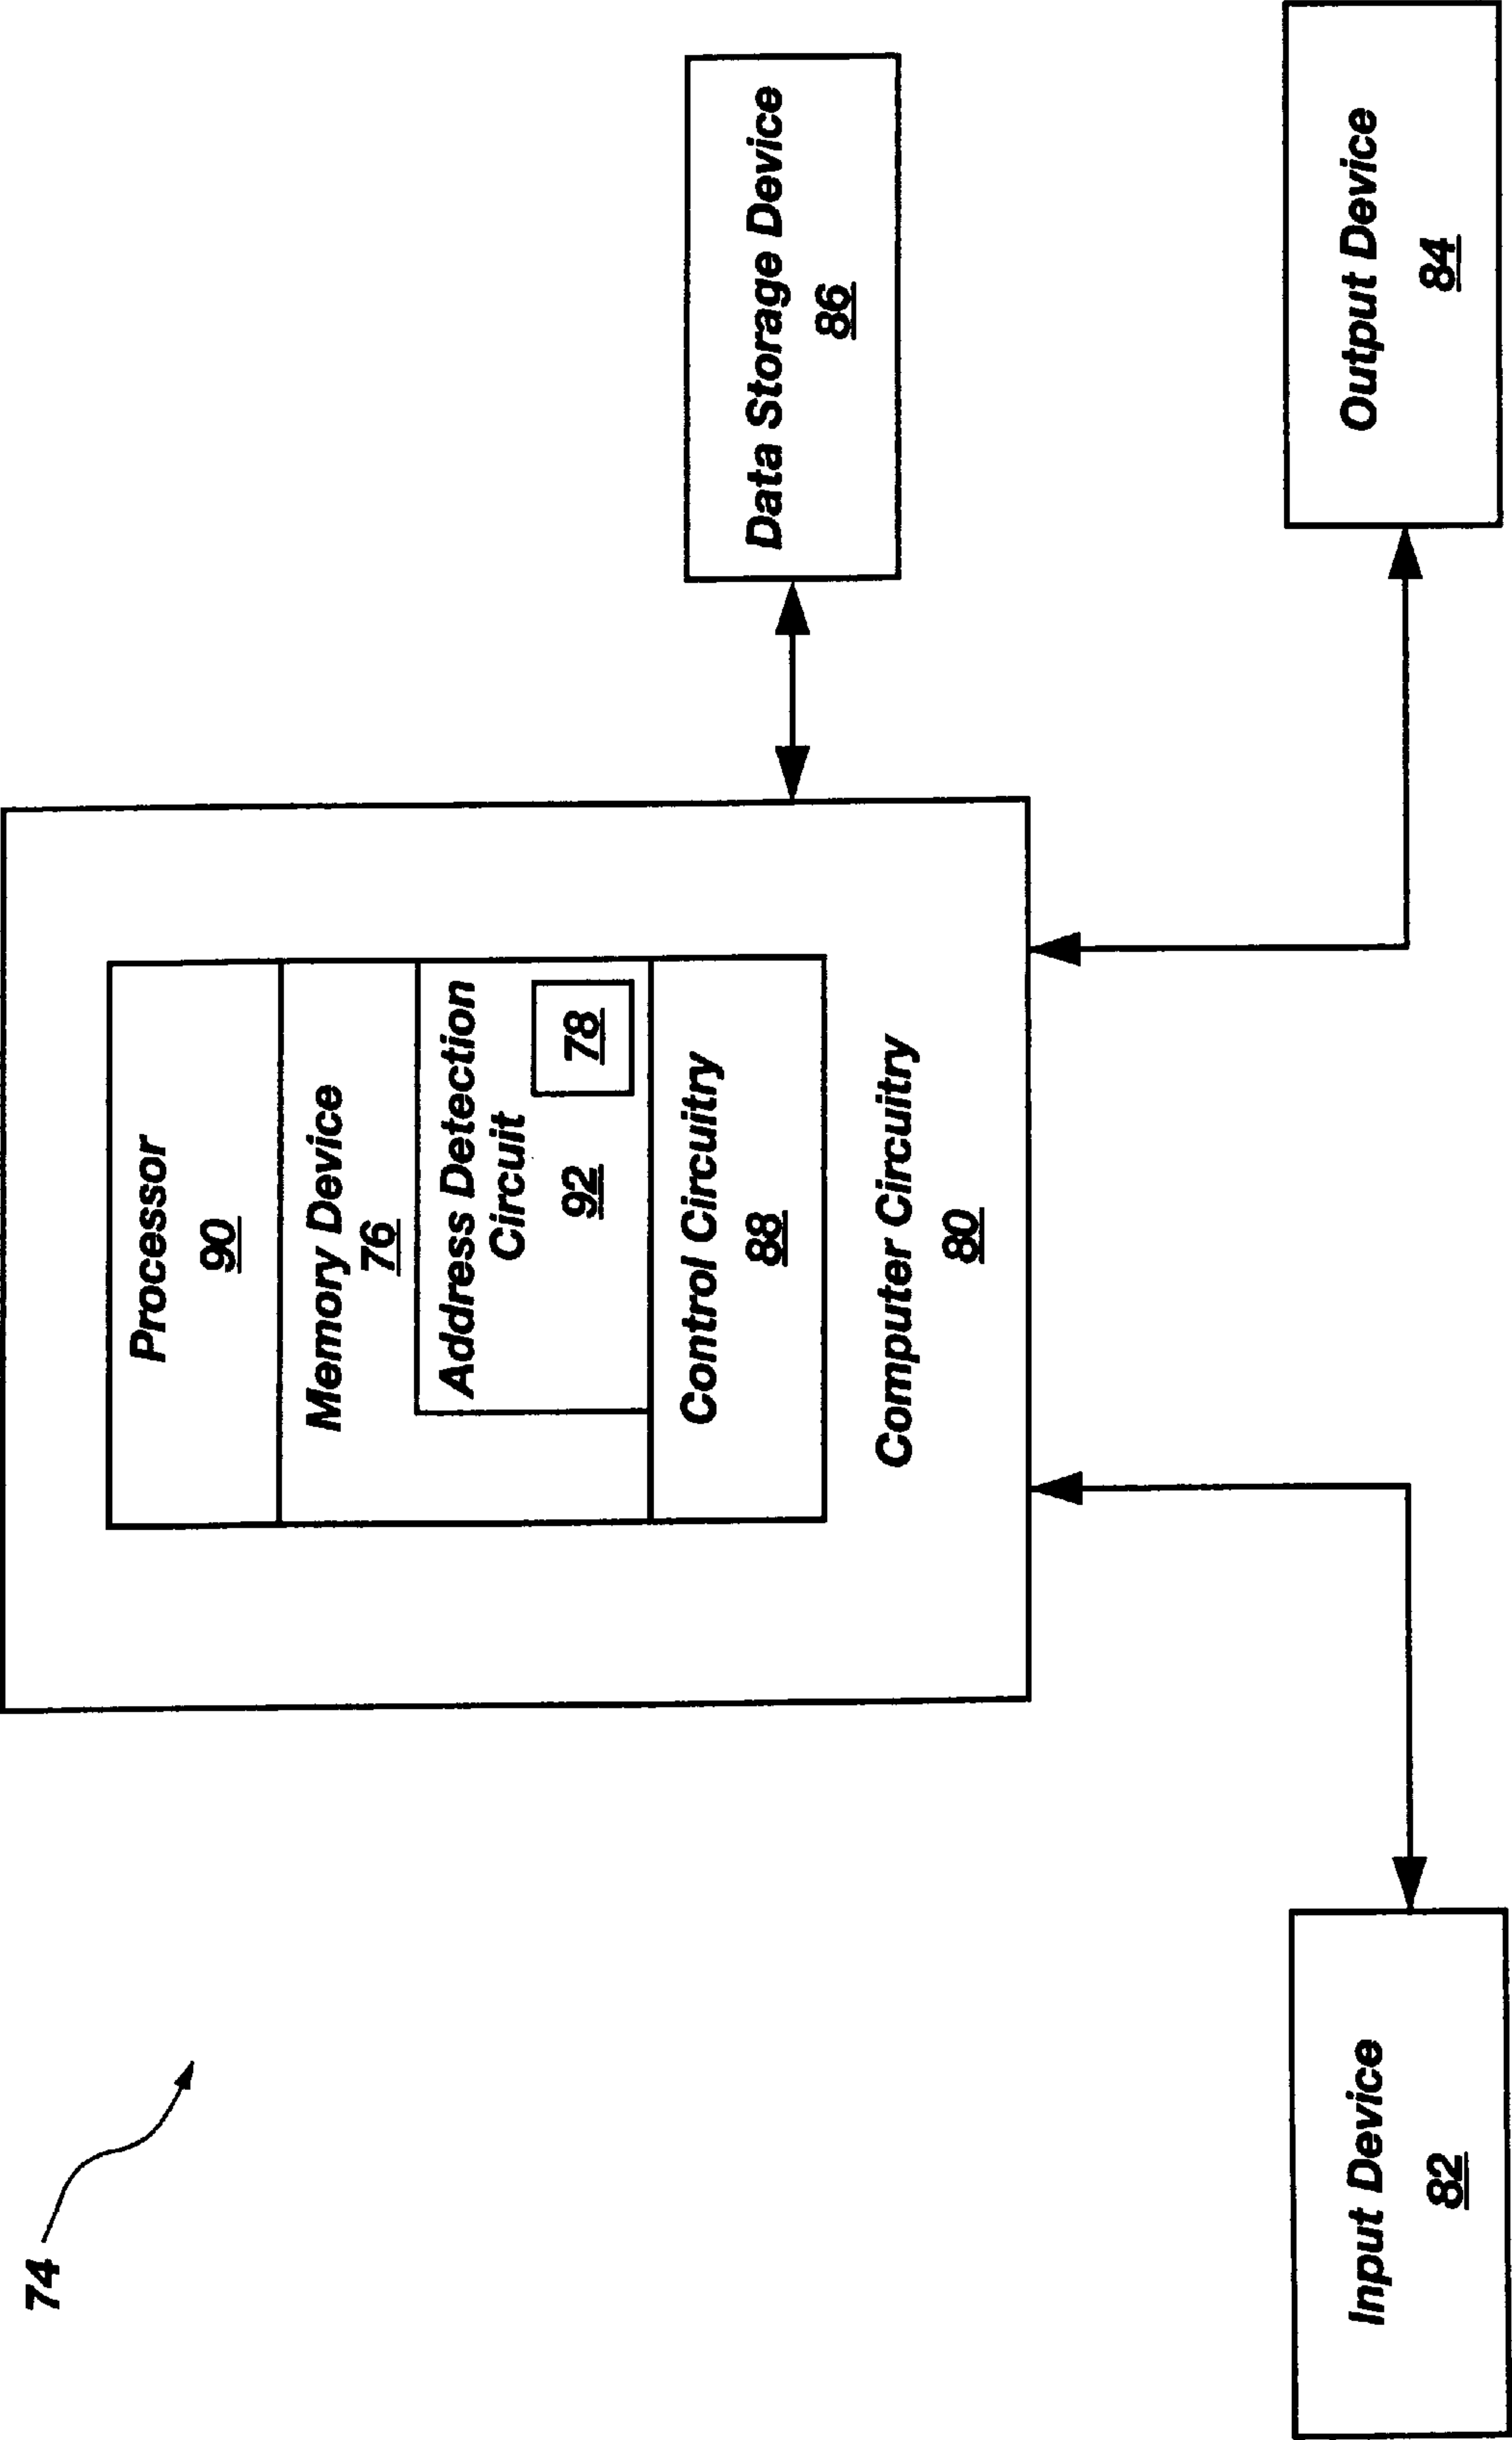 74
Processor
90
Memory Device
76
Address Detection
Circuit
78
92
Control Circuitry
88
Computer Circuitry
80
Data Storage Device
86
Input Device
82
Output Device
84